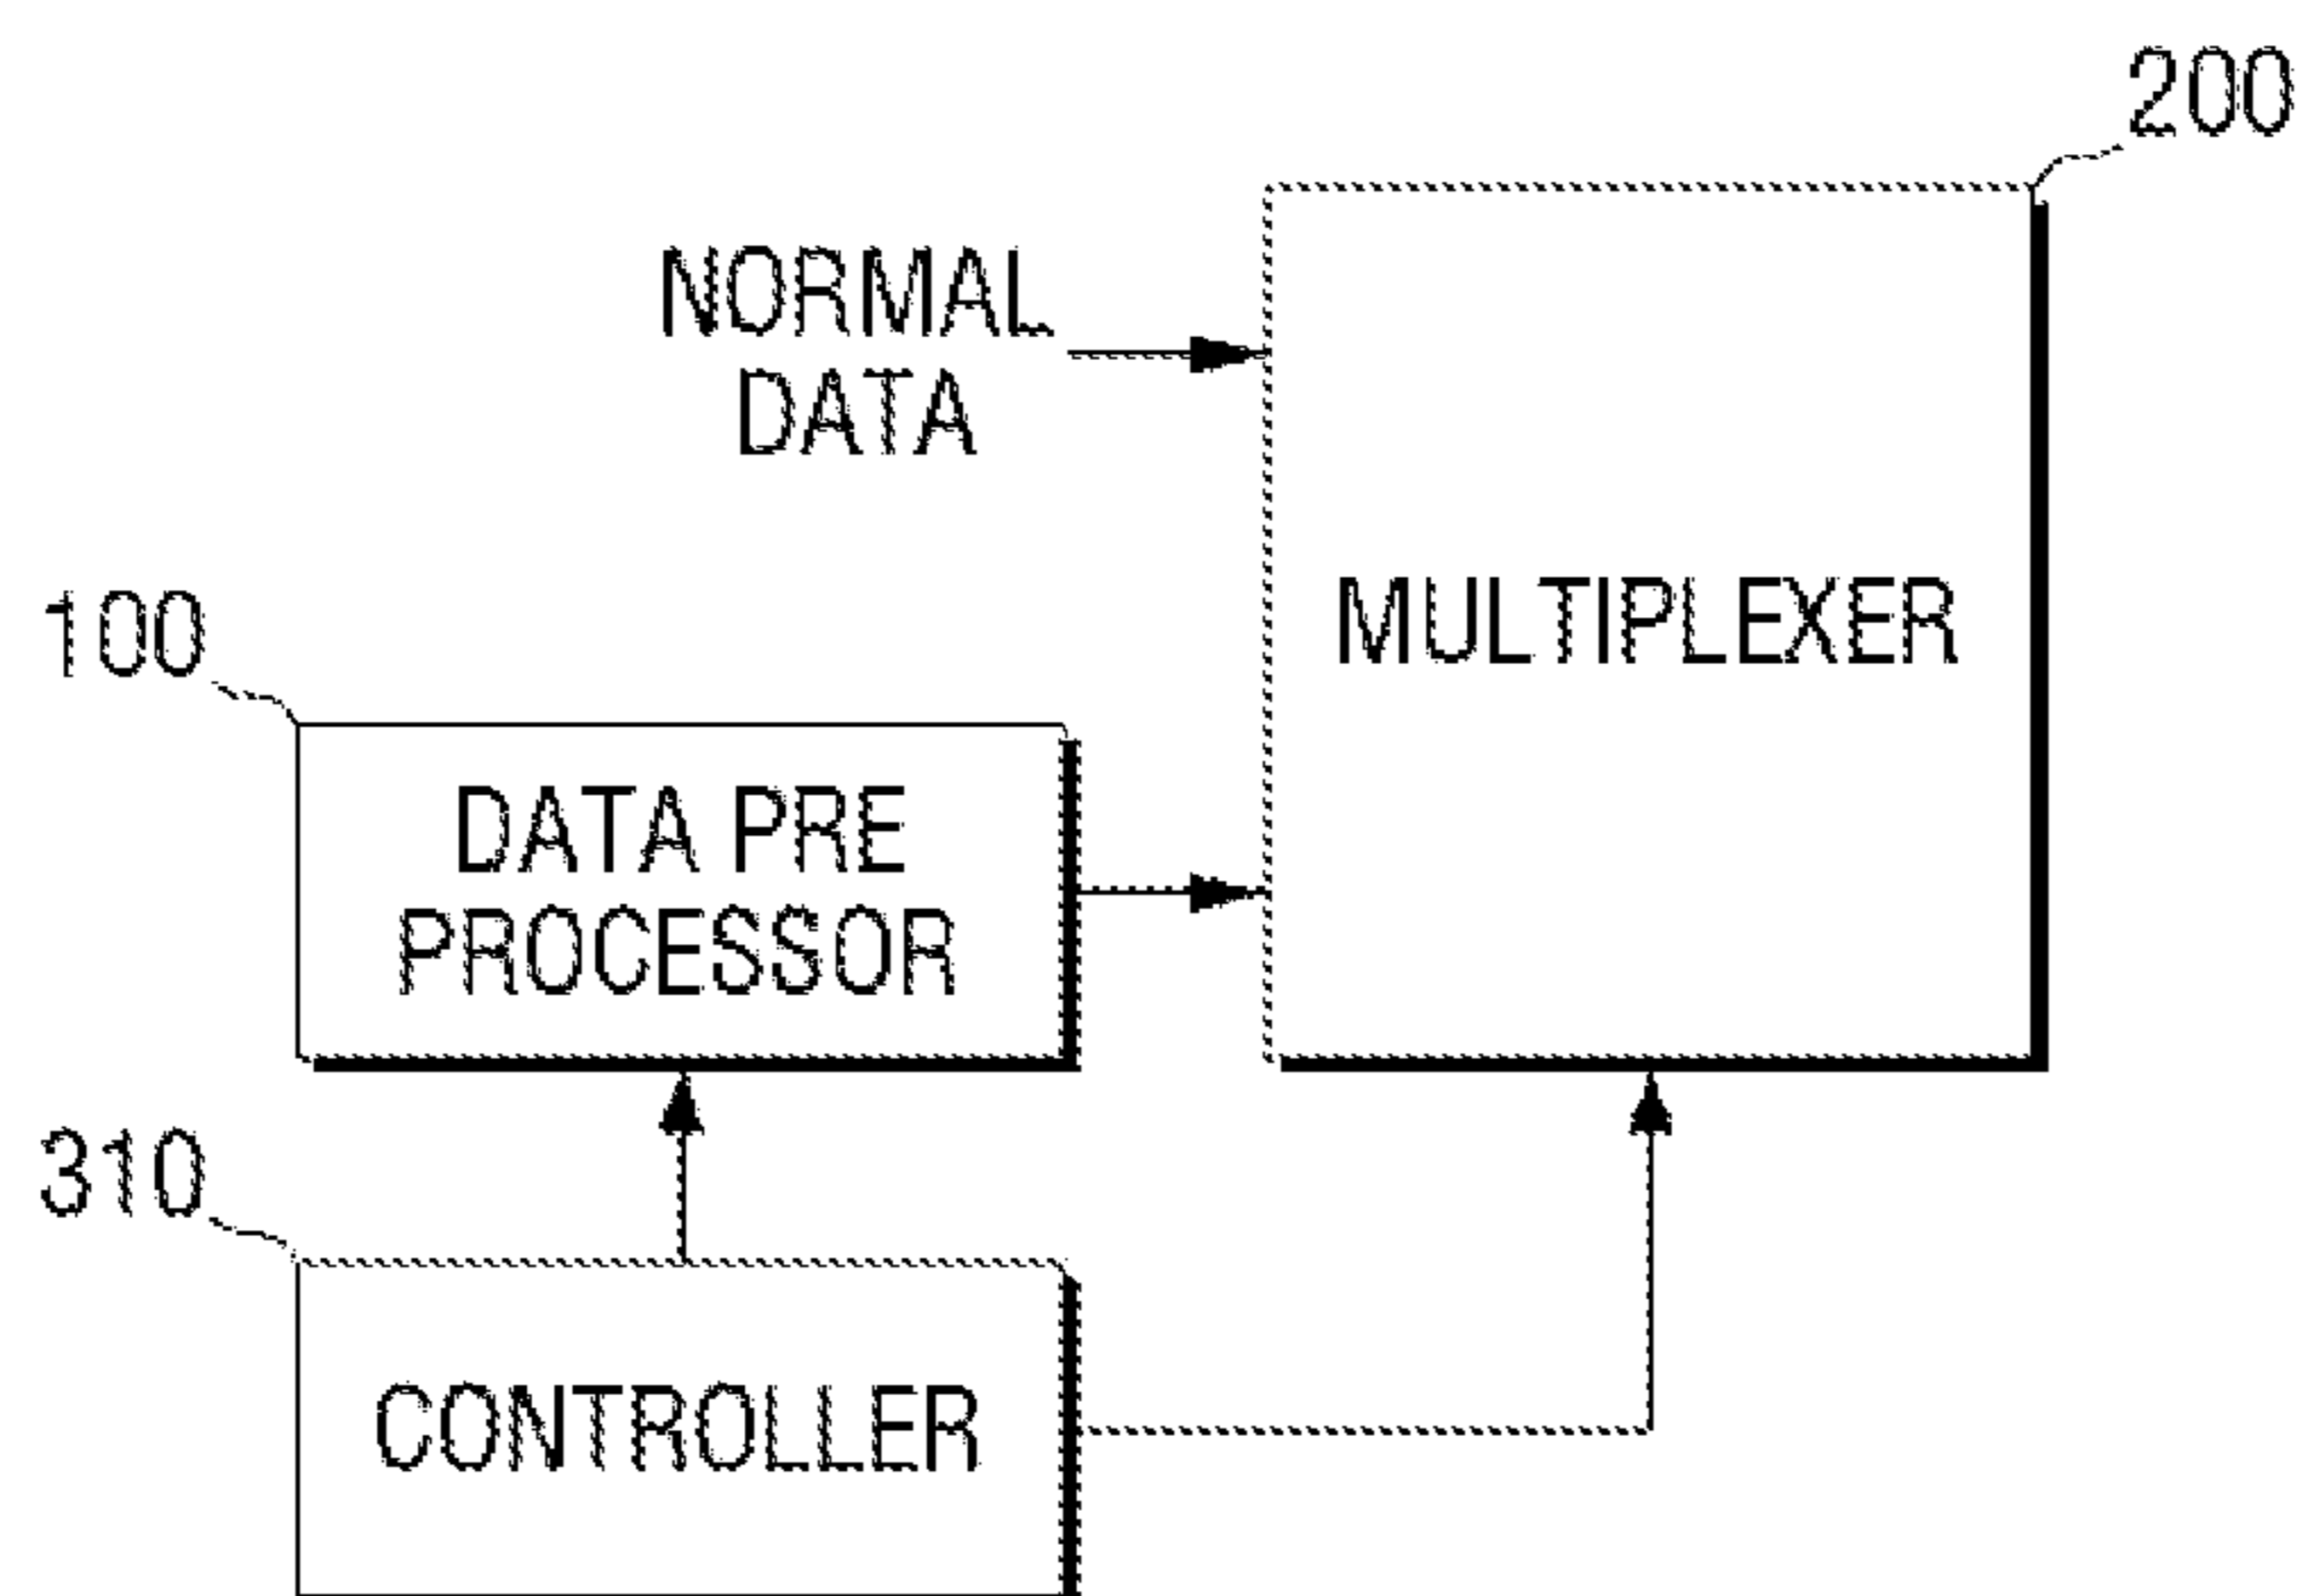 200
NORMAL
DATA
MULTIPLEXER
100
DATA PRE
PROCESSOR
310
CONTROLLER